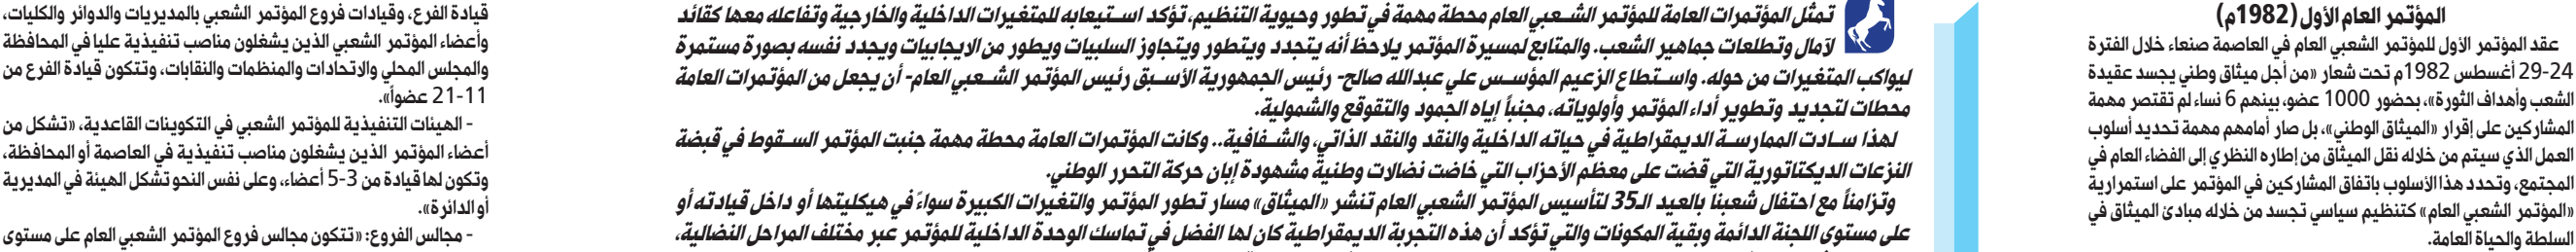 المؤتمر العام الأول (1982م)
عقد المؤتمر الأول للمؤتمر الشعبي العام في العاصمة صنعاء خلال الفترة
24-29 أغسطس 1982م تحت شعار «من أجل ميثاق وطني يجسد عقيدة
الشعب وأهداف الثورة»، بحضور 1000 عضو، بينهم 6 نساء لم تقتصر مهمة
المشاركين على إقرار «الميثاق الوطني»، بل صار أمامهم مهمة تحديد أسلوب
العمل الذي سيتم من خلاله نقل الميثاق من إطاره النظري إلى الفضاء العام في
المجتمع، وتحدد هذا الأسلوب باتفاق المشاركين في المؤتمر على استمرارية
«المؤتمر الشعبي العام» كتنظيم سياسي تجسد من خلاله مبادئ الميثاق في
السلطة والحياة العامة.
تمثل المؤتمرات العامة للمؤتمر الشعبي العام محطة مهمة في تطور وحيوية التنظيم، تؤكد استيعابه للمتغيرات الداخلية والخارجية وتفاعله معها كقائد
لآمال وتطلعات جماهير الشعب. والمتابع لمسيرة المؤتمر يلاحظ أنه يتجدد ويتطور ويتجاوز السلبيات ويطور من الايجابيات ويجدد نفسه بصورة مستمرة
ليواكب المتغيرات من حوله. واستطاع الزعيم المؤسس علي عبدالله صالح- رئيس الجمهورية الأسبق رئيس المؤتمر الشعبي العام- أن يجعل من المؤتمرات العامة
محطات لتجديد وتطوير أداء المؤتمر وأولوياته، مجنباً إياه الجمود والتقوقع والشمولية.
لهذا سادت الممارسة الديمقراطية في حياته الداخلية والنقد والنقد الذاتي، والشفافية.. وكانت المؤتمرات العامة محطة مهمة جنبت المؤتمر السقوط في قبضة
النزعات الديكتاتورية التي قضت على معظم الأحزاب التي خاضت نضالات وطنية مشهودة إبان حركة التحرر الوطني.
وتزامناً مع احتفال شعبنا بالعيد الـ35 لتأسيس المؤتمر الشعبي العام تنشر «الميثاق» مسار تطور المؤتمر والتغيرات الكبيرة سواءً في هيكليتها أو داخل قيادته أو
على مستوى اللجنة الدائمة وبقية المكونات والتي تؤكد أن هذه التجربة الديمقراطية كان لها الفضل في تماسك الوحدة الداخلية للمؤتمر عبر مختلف المراحل النضالية،
قيادة الفرع، وقيادات فروع المؤتمر الشعبي بالمديريات والدوائر والكليات،
وأعضاء المؤتمر الشعبي الذين يشغلون مناصب تنفيذية عليا في المحافظة
والمجلس المحلي والاتحادات والمنظمات والنقابات، وتتكون قيادة الفرع من
11-21 عضواً».
- الهيئات التنفيذية للمؤتمر الشعبي في التكوينات القاعدية، «تشكل من
أعضاء المؤتمر الذين يشغلون مناصب تنفيذية في العاصمة أو المحافظة،
وتكون لها قيادة من 3-5 أعضاء، وعلى نفس النحو تشكل الهيئة في المديرية
أو الدائرة».
- مجالس الفروع: «تتكون مجالس فروع المؤتمر الشعبي العام على مستوى